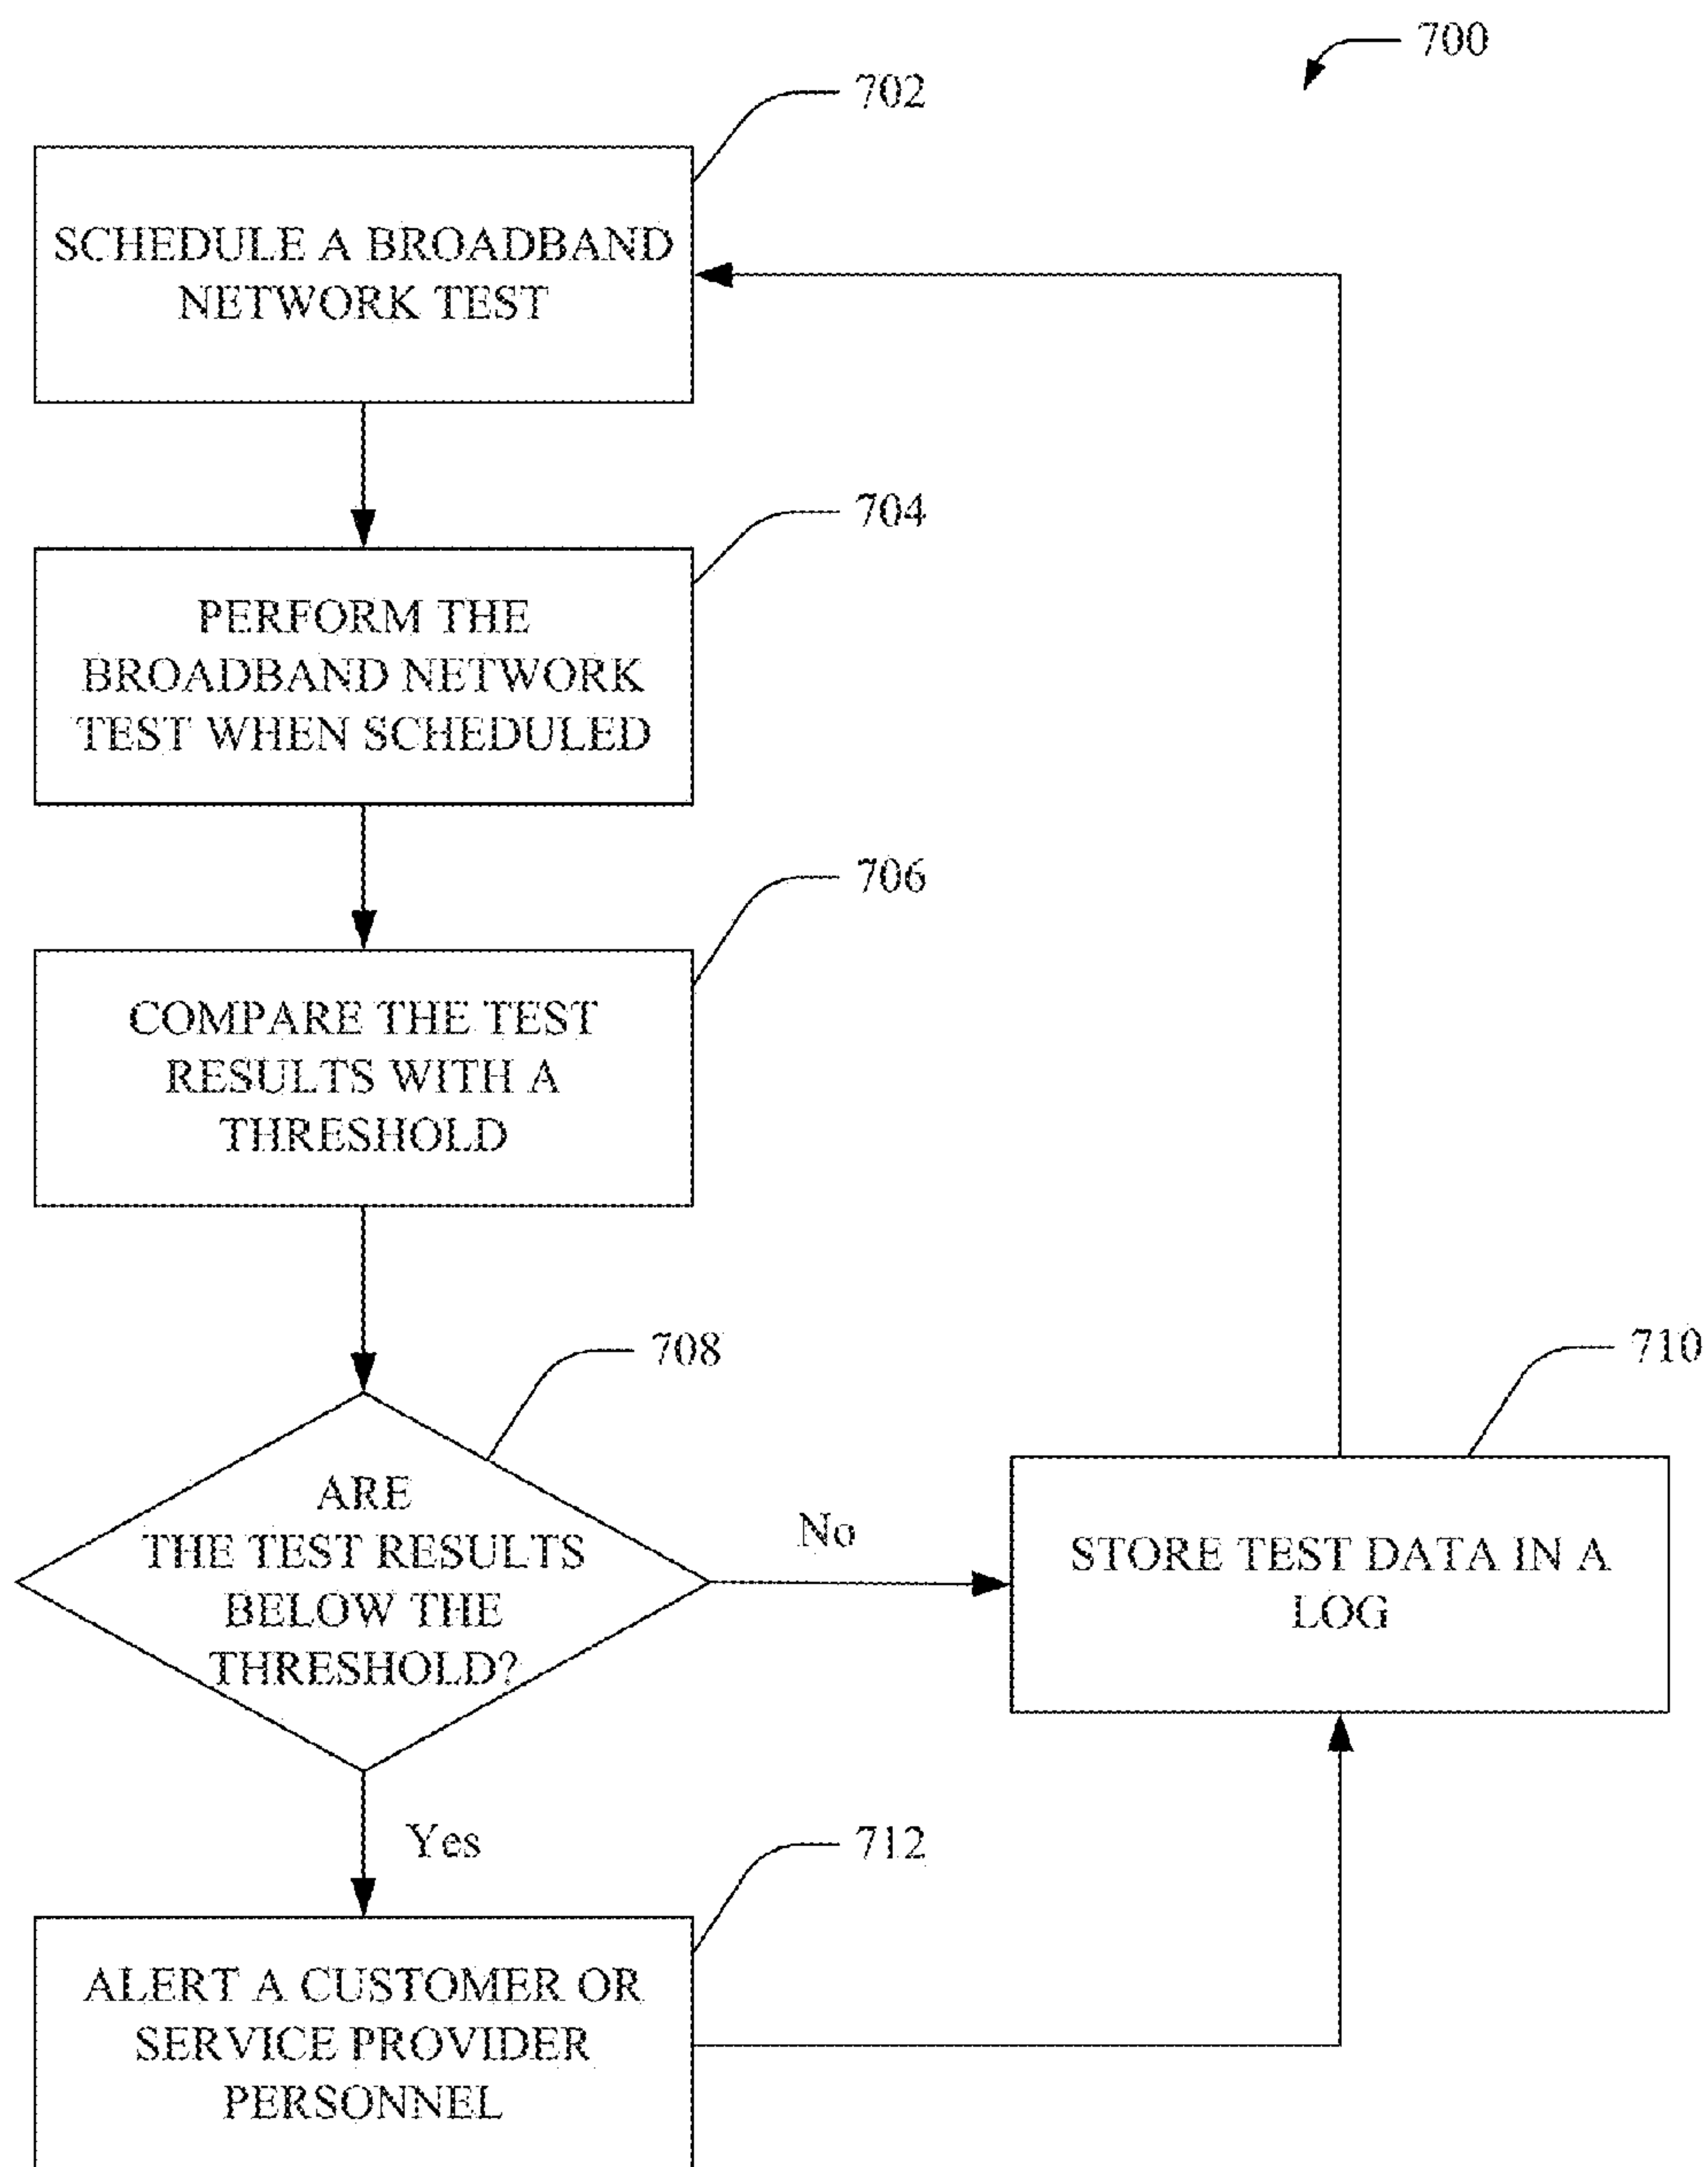 700
702
SCHEDULE A BROADBAND
NETWORK TEST
704
PERFORM THE
BROADBAND NETWORK
TEST WHEN SCHEDULED
706
COMPARE THE TEST
RESULTS WITH A
THRESHOLD
708
ARE
THE TEST RESULTS
BELOW THE
THRESHOLD?
No
710
STORE TEST DATA IN A
LOG
Yes
712
ALERT A CUSTOMER OR
SERVICE PROVIDER
PERSONNEL